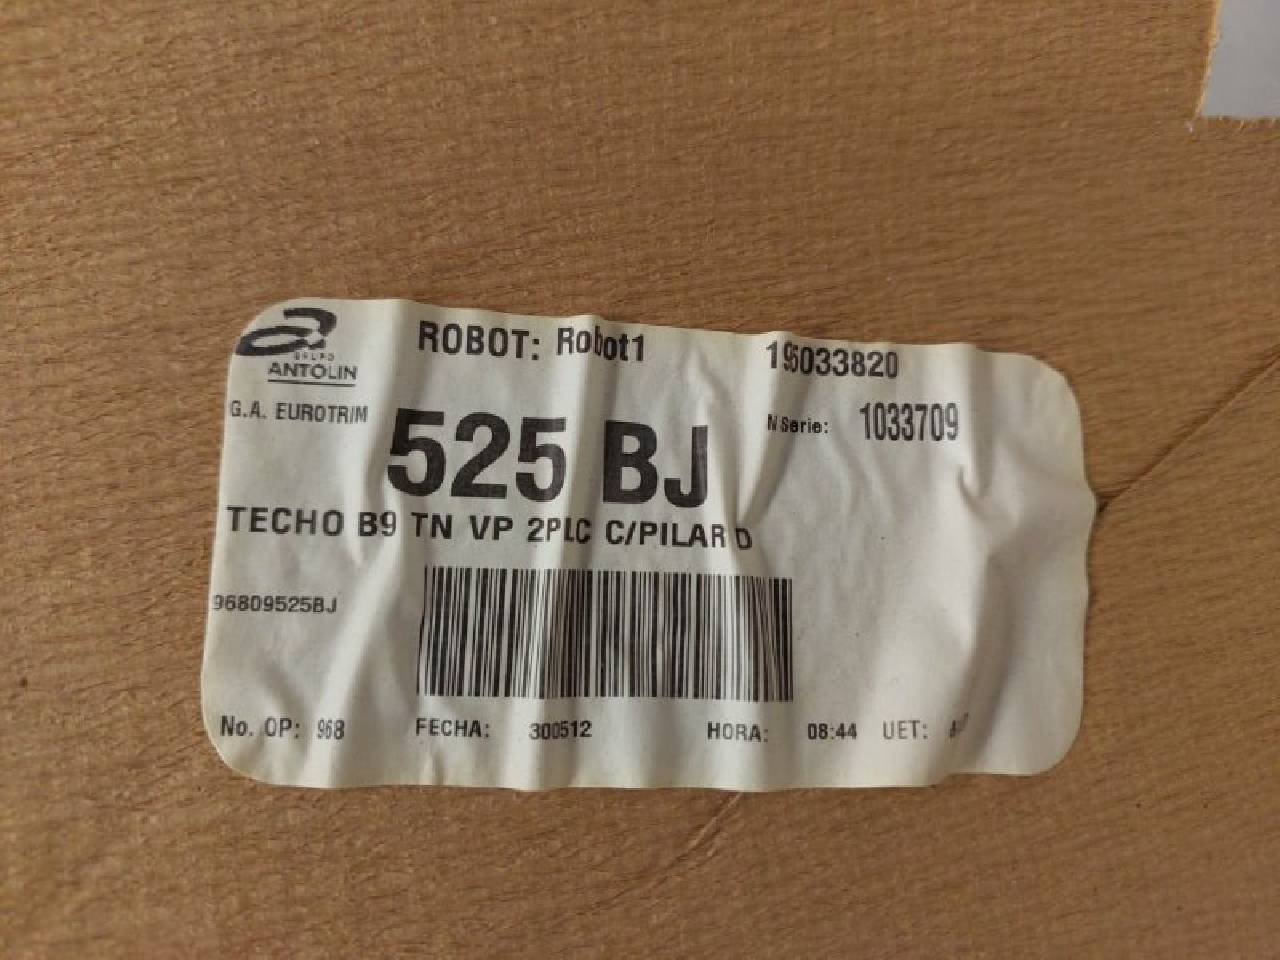 GRUPO
ANTOLIN
ROBOT: Robot1
G.A. EUROTRIM
525 BJ
NSerie: 1033709
TECHO B9 TN VP 2PLC C/PILAR D
96809525BJ
No. OP: 968 FECHA: 300512 HORA: 08:44 UET: